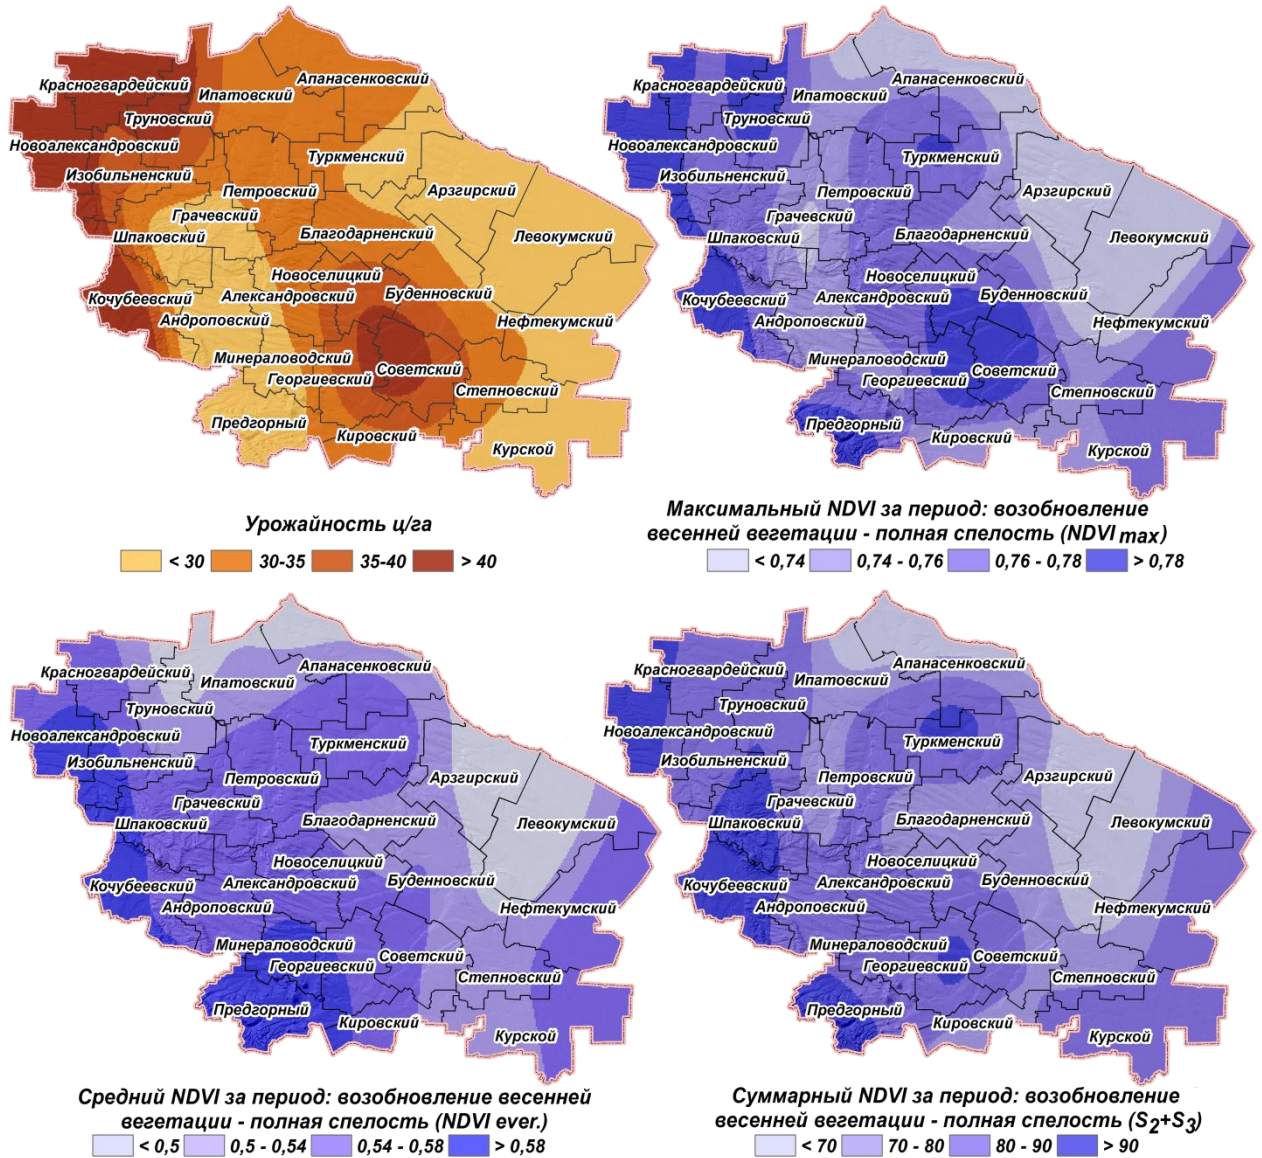 Апанасенковский
Красногвардейский
Ипатовский
Труновский
Новоалександровский
Туркменский
Изобильненский
Петровский
Арзгирский
Грачевский
Шпаковский
Благодарненский
Левокумский
Новоселицкий
Кочубеевский
Александровский
Буденновский
Андроповский
Нефтекумский
Минераловодский
Советский
Георгиевский
Степновский
Предгорный
Кировский
Курской
Урожайность ц/га
< 30 30-35 35-40 > 40
Апанасенковский
Красногвардейский
Ипатовский
Труновский
Новоалександровский
Туркменский
Изобильненский
Петровский
Арзгирский
Грачевский
Шпаковский
Благодарненский
Левокумский
Новоселицкий
Кочубеевский
Александровский
Буденновский
Андроповский
Нефтекумский
Минераловодский
Советский
Георгиевский
Степновский
Предгорный
Кировский
Курской
Максимальный NDVI за период: возобновление
весенней вегетации - полная спелость (NDVI max)
< 0,74 0,74 - 0,76 0,76 - 0,78 > 0,78
Апанасенковский
Красногвардейский
Ипатовский
Труновский
Новоалександровский
Туркменский
Изобильненский
Петровский
Арзгирский
Грачевский
Шпаковский
Благодарненский
Левокумский
Новоселицкий
Кочубеевский
Александровский
Буденновский
Андроповский
Нефтекумский
Минераловодский
Советский
Георгиевский
Степновский
Предгорный
Кировский
Курской
Средний NDVI за период: возобновление весенней
вегетации - полная спелость (NDVI ever.)
< 0,5 0,5 - 0,54 0,54 - 0,58 > 0,58
Апанасенковский
Красногвардейский
Ипатовский
Труновский
Новоалександровский
Туркменский
Изобильненский
Петровский
Арзгирский
Грачевский
Шпаковский
Благодарненский
Левокумский
Новоселицкий
Кочубеевский
Александровский
Буденновский
Андроповский
Нефтекумский
Минераловодский
Советский
Георгиевский
Степновский
Предгорный
Кировский
Курской
Суммарный NDVI за период: возобновление
весенней вегетации - полная спелость (S2+S3)
< 70 70 - 80 80 - 90 > 90